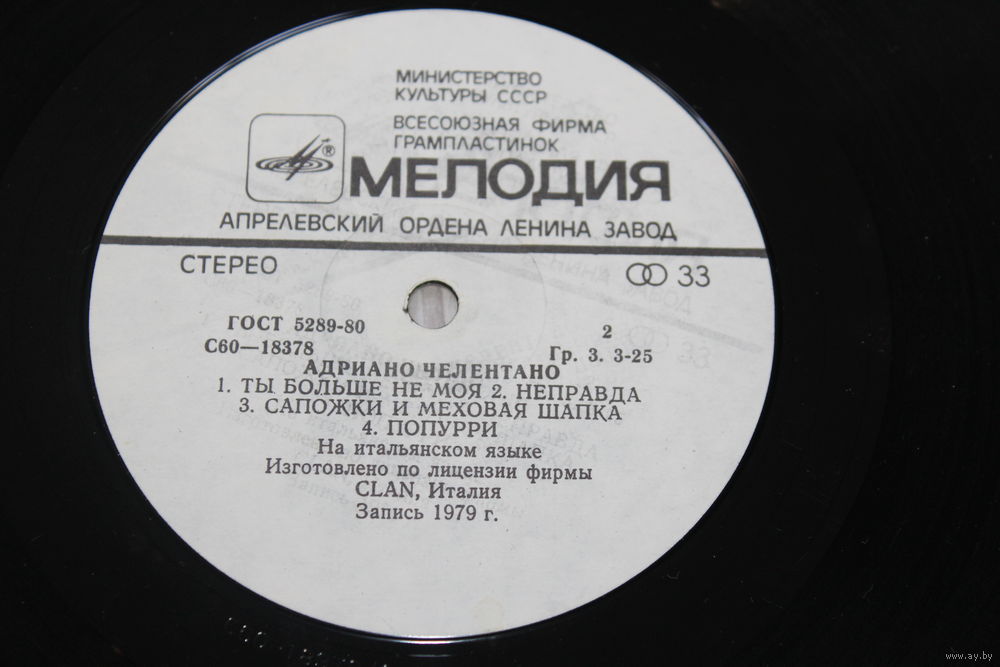 МИНИСТЕРСТВО
КУЛЬТУРЫ СССР
ВСЕСОЮЗНАЯ ФИРМА
ГРАМПЛАСТИНОК
®
МЕЛОДИЯ
АПРЕЛЕВСКИЙ ОРДЕНА ЛЕНИНА ЗАВОД
СТЕРЕО 33
ГОСТ 5289-80 2
С60—18378 Гр. 3. 3-25
АДРИАНО ЧЕЛЕНТАНО
1. ТЫ БОЛЬШЕ НЕ МОЯ 2. НЕПРАВДА
3. САПОЖКИ И МЕХОВАЯ ШАПКА
4. ПОПУРРИ
На итальянском языке
Изготовлено по лицензии фирмы
CLAN, Италия
Запись 1979 г.
www.ay.by